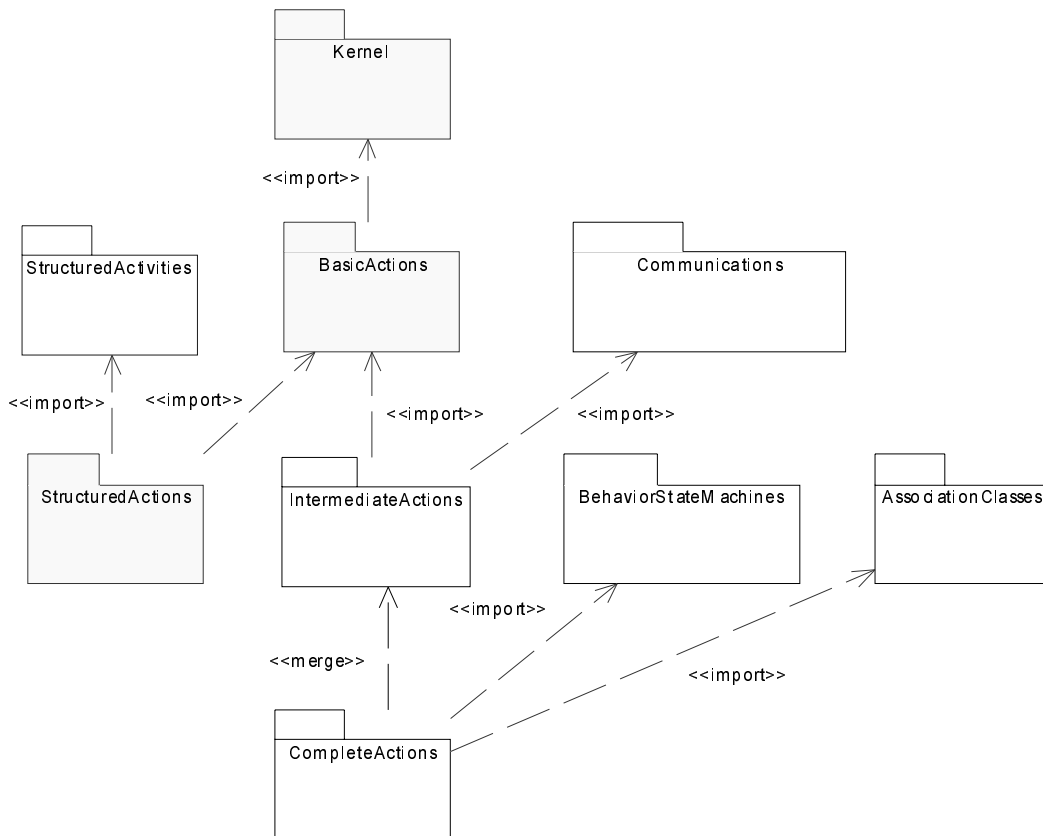 Kernel
<<import>>
StructuredActivities
BasicActions
Communications
<<import>>
<<import>>
<<import>>
<<import>>
StructuredActions
IntermediateActions
BehaviorStateMachines
AssociationClasses
<<import>>
<<merge>>
<<import>>
CompleteActions